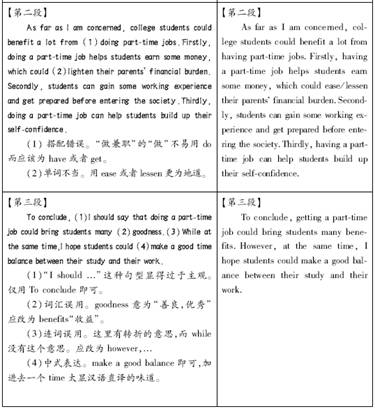 【第二段】
As far as I am concerned, college students could
benefit a lot from (1) doing part-time jobs. Firstly,
doing a part-time job helps students earn some money,
which could (2) lighten their parents' financial burden.
Secondly, students can gain some working experience
and get prepared before entering the society. Thirdly,
doing a part-time job can help students build up their
self-confidence.
(1) 搭配错误。“做兼职”的“做”不易用 do
而应该为 have 或者 get。
(2)单词不当。用 ease 或者 lessen 更为地道。
【第二段】
As far as I am concerned, col-
lege students could benefit a lot from
having part-time jobs. Firstly, having
a part-time job helps students earn
some money, which could ease/lessen
their parents' financial burden. Second-
ly, students can gain some working ex-
perience and get prepared before ente-
ring the society. Thirdly, having a part-
time job can help students build up
their self-confidence.
【第三段】
To conclude, (1) I should say that doing a part-time
job could bring students many (2) goodness. (3) While at
the same time, I hope students could (4) make a good time
balance between their study and their work.
(1)“I should …”这种句型显得过于主观。
仅用 To conclude 即可。
(2)词汇误用。goodness 意为“善良,优秀”
应改为 benefits“收益”。
(3)连词误用。这里有转折的意思,而 while
没有这个意思。应改为 however,…
(4)中式表达。make a good balance 即可,加
进去一个 time 大显汉语直译的味道。
【第三段】
To conclude, getting a part-time
job could bring students many bene-
fits. However, at the same time, I
hope students could make a good bal-
ance between their study and their
work.